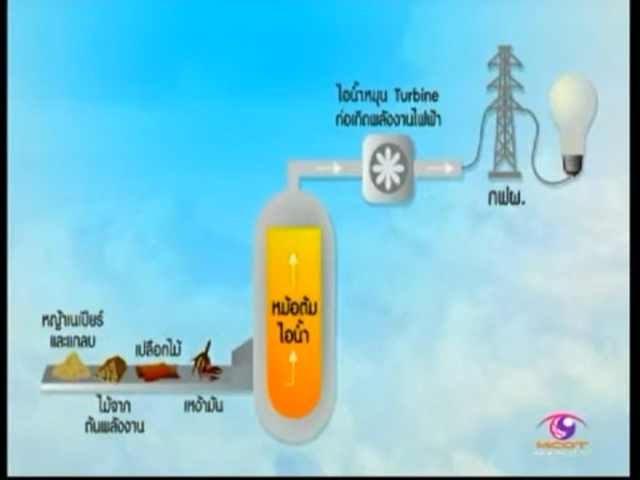 ไอน้ำหมุน Turbine
ก่อเกิดพลังงานไฟฟ้า
กฟผ.
หม้อต้ม
ไอน้ำ
หญ้าเนเปียร์
และแกลบ
เปลือกไม้
ไม้จาก
ต้นพลังงาน
เหง้ามัน
MCOT